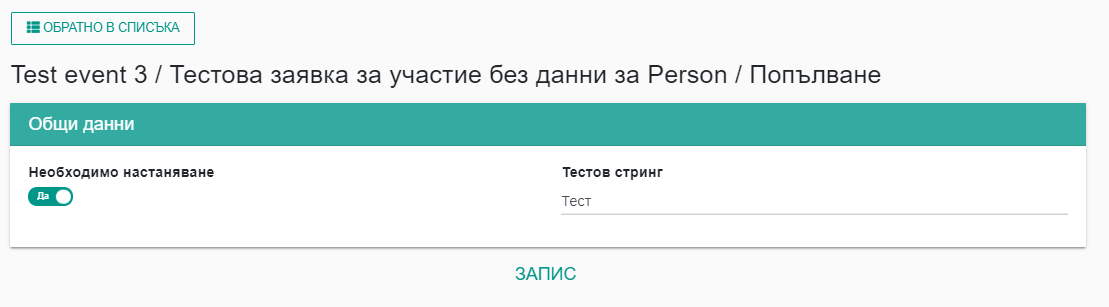 ОБРАТНО В СПИСЪКА
Test event 3 / Тестова заявка за участие без данни за Person / Попълване
Общи данни
Необходимо настаняване
Да
Тестов стринг
Тест
ЗАПИС